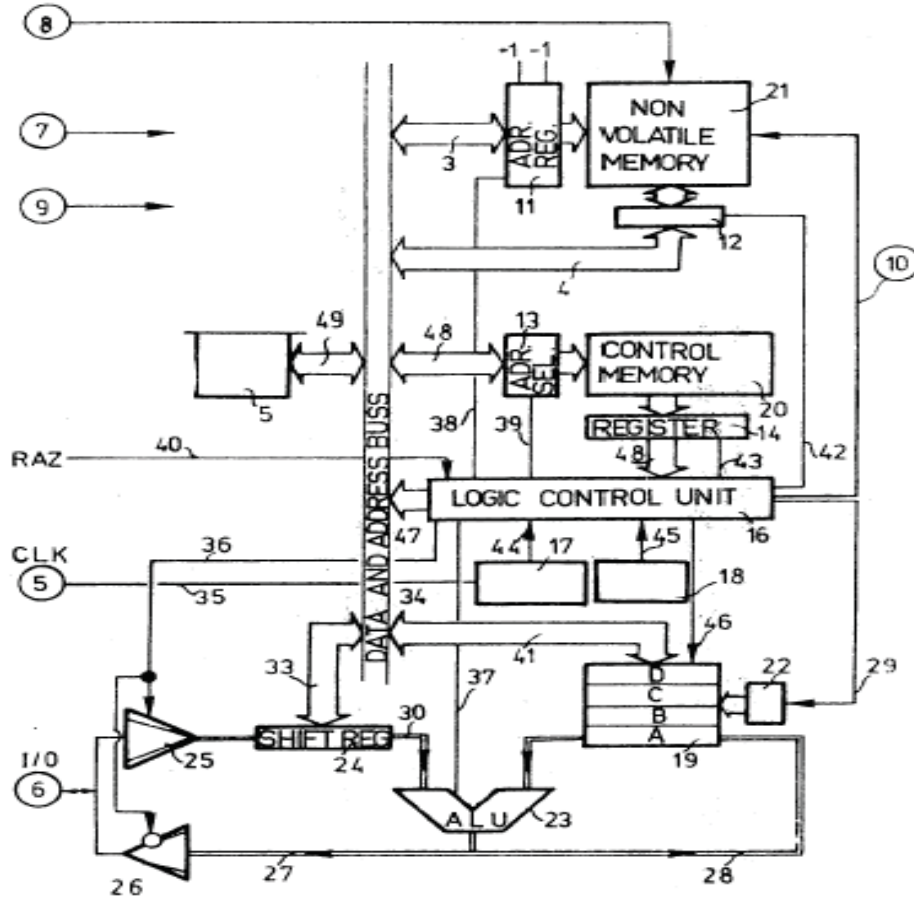 8
-1 -1
21
NON
VOLATILE
MEMORY
7
ADR.
REG.
3
9
11
12
10
4
49
48
13
ADR.
SEL.
CONTROL
MEMORY
5
20
38
39
REGISTER
14
42
40
48
43
RAZ
LOGIC CONTROL UNIT
47
16
36
44
17
45
CLK
5
18
35
DATA AND ADDRESS BUSS
34
46
41
33
D
22
29
37
C
B
30
A
SHIFT REG
25
24
19
I/O
6
ALU
23
26
27
28